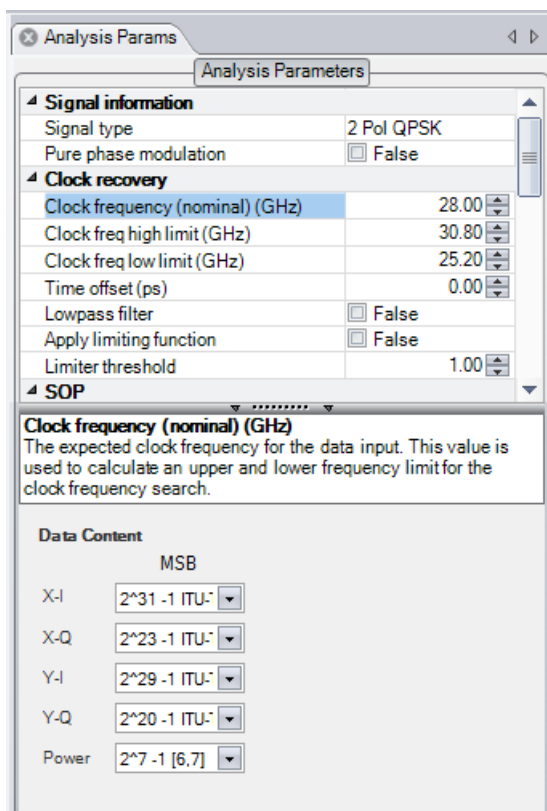 Analysis Params
Analysis Parameters
Signal information
Signal type 2 Pol QPSK
Pure phase modulation False
Clock recovery
Clock frequency (nominal) (GHz) 28.00
Clock freq high limit (GHz) 30.80
Clock freq low limit (GHz) 25.20
Time offset (ps) 0.00
Lowpass filter False
Apply limiting function False
Limiter threshold 1.00
SOP
Clock frequency (nominal) (GHz)
The expected clock frequency for the data input. This value is
used to calculate an upper and lower frequency limit for the
clock frequency search.
Data Content
MSB
X-I 2^31 -1 ITU-
X-Q 2^23 -1 ITU-
Y-I 2^29 -1 ITU-
Y-Q 2^20 -1 ITU-
Power 2^7 -1 [6,7]